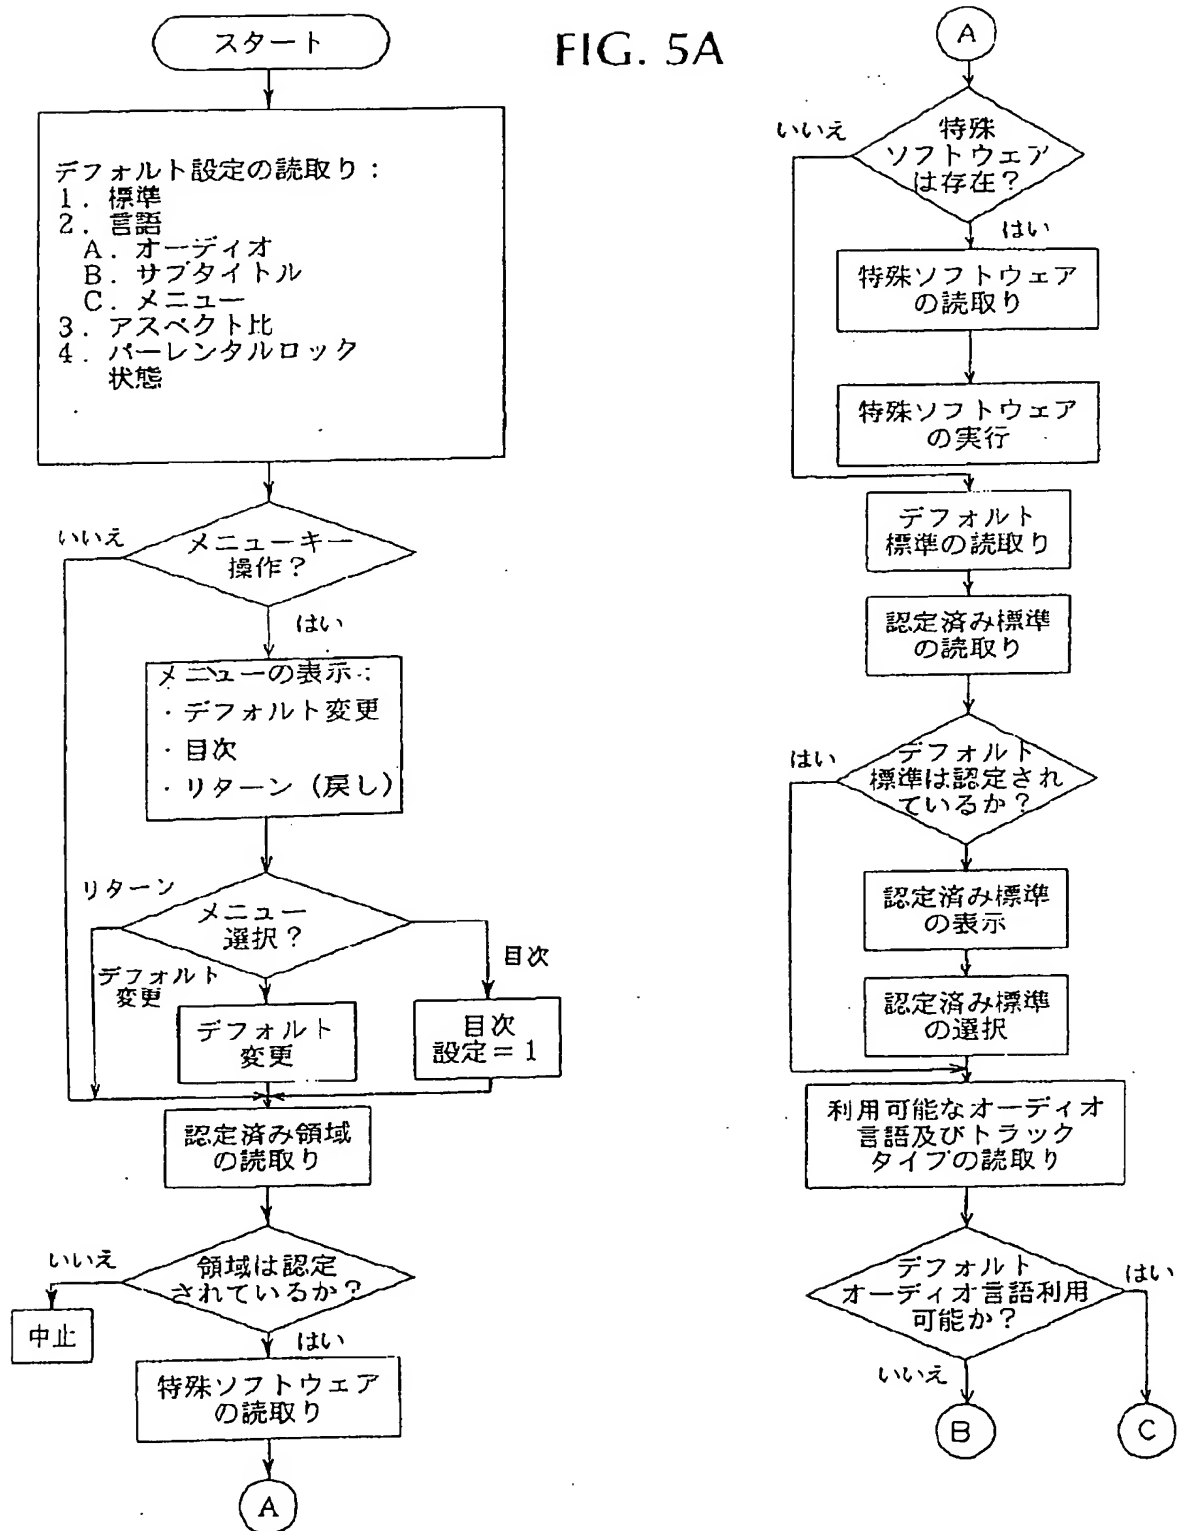 FIG. 5A
スタート
デフォルト設定の読取り：
1．標準
2．言語
A．オーディオ
B．サブタイトル
C．メニュー
3．アスペクト比
4．パーレンタルロック
状態
メニューキー
操作？
いいえ
はい
メニューの表示：
・デフォルト変更
・目次
・リターン（戻し）
メニュー
選択？
リターン
デフォルト
変更
目次
デフォルト
変更
目次
設定＝1
認定済み領域
の読取り
領域は認定
されているか？
いいえ
中止
はい
特殊ソフトウェア
の読取り
A
A
特殊
ソフトウェア
は存在？
いいえ
はい
特殊ソフトウェア
の読取り
特殊ソフトウェア
の実行
デフォルト
標準の読取り
認定済み標準
の読取り
デフォルト
標準は認定され
ているか？
はい
認定済み標準
の表示
認定済み標準
の選択
利用可能なオーディオ
言語及びトラック
タイプの読取り
デフォルト
オーディオ言語利用
可能か？
はい
いいえ
B
C